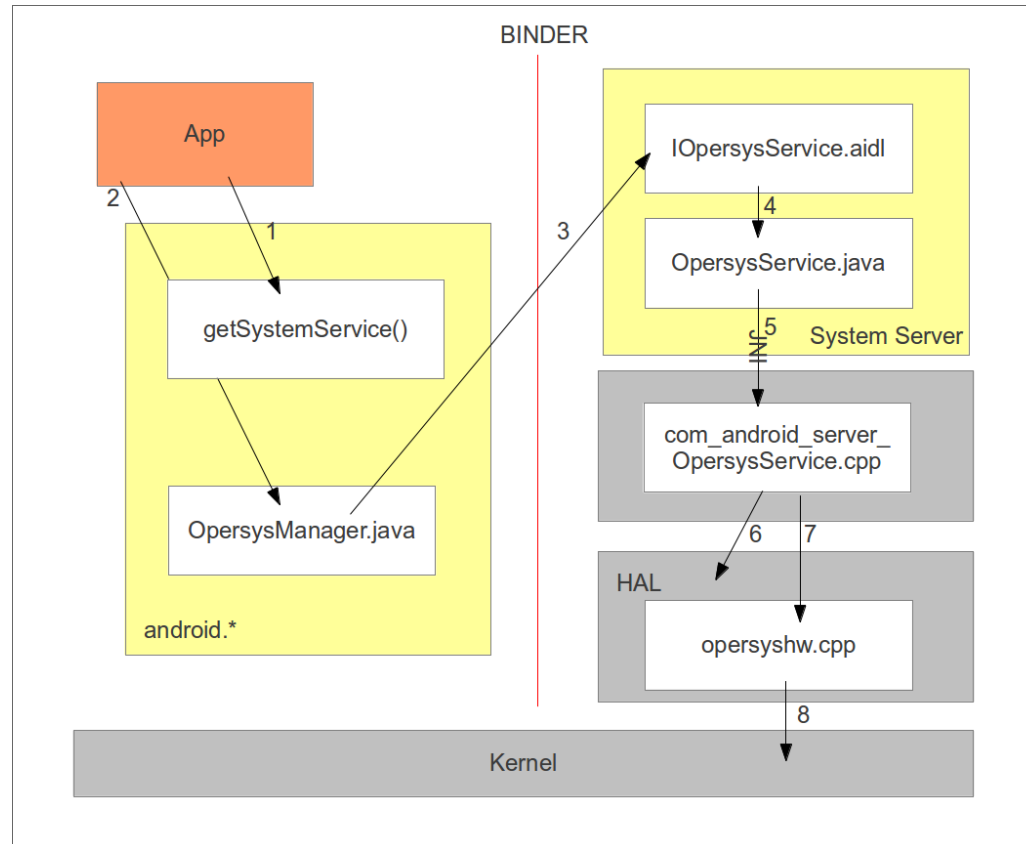 BINDER
App
2
1
getSystemService()
OpersysManager.java
android.*
3
IOpersysService.aidl
4
OpersysService.java
5
System Server
JNI
com_android_server_
OpersysService.cpp
6
7
HAL
opersyshw.cpp
8
Kernel